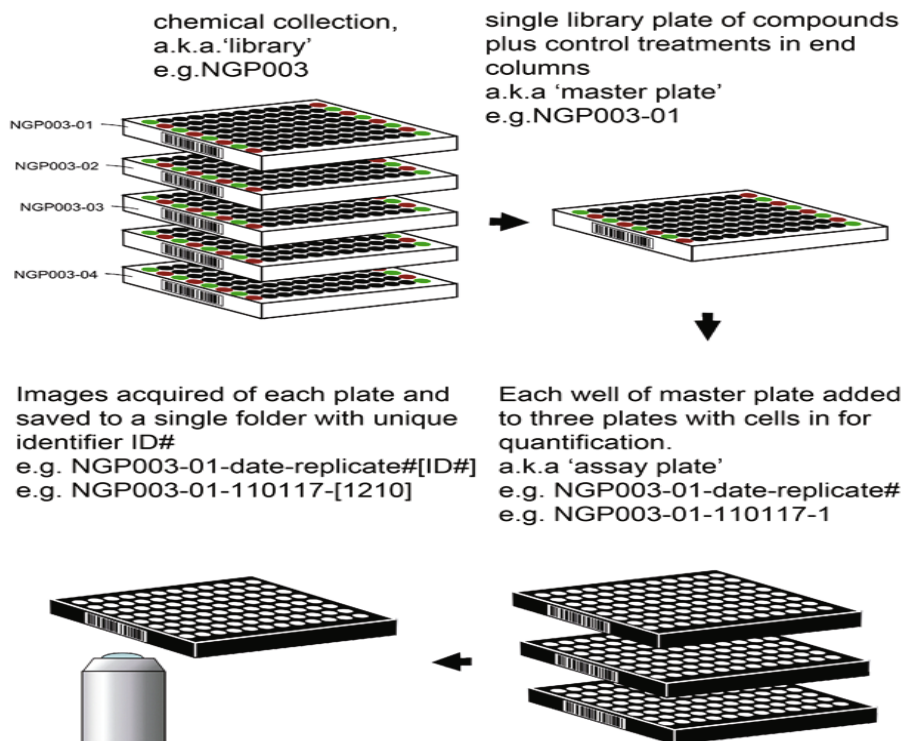 chemical collection,
a.k.a.‘library’
e.g.NGP003
NGP003-01
NGP003-02
NGP003-03
NGP003-04
single library plate of compounds
plus control treatments in end
columns
a.k.a ‘master plate’
e.g.NGP003-01
Images acquired of each plate and
saved to a single folder with unique
identifier ID#
e.g. NGP003-01-date-replicate#[ID#]
e.g. NGP003-01-110117-[1210]
Each well of master plate added
to three plates with cells in for
quantification.
a.k.a ‘assay plate’
e.g. NGP003-01-date-replicate#
e.g. NGP003-01-110117-1